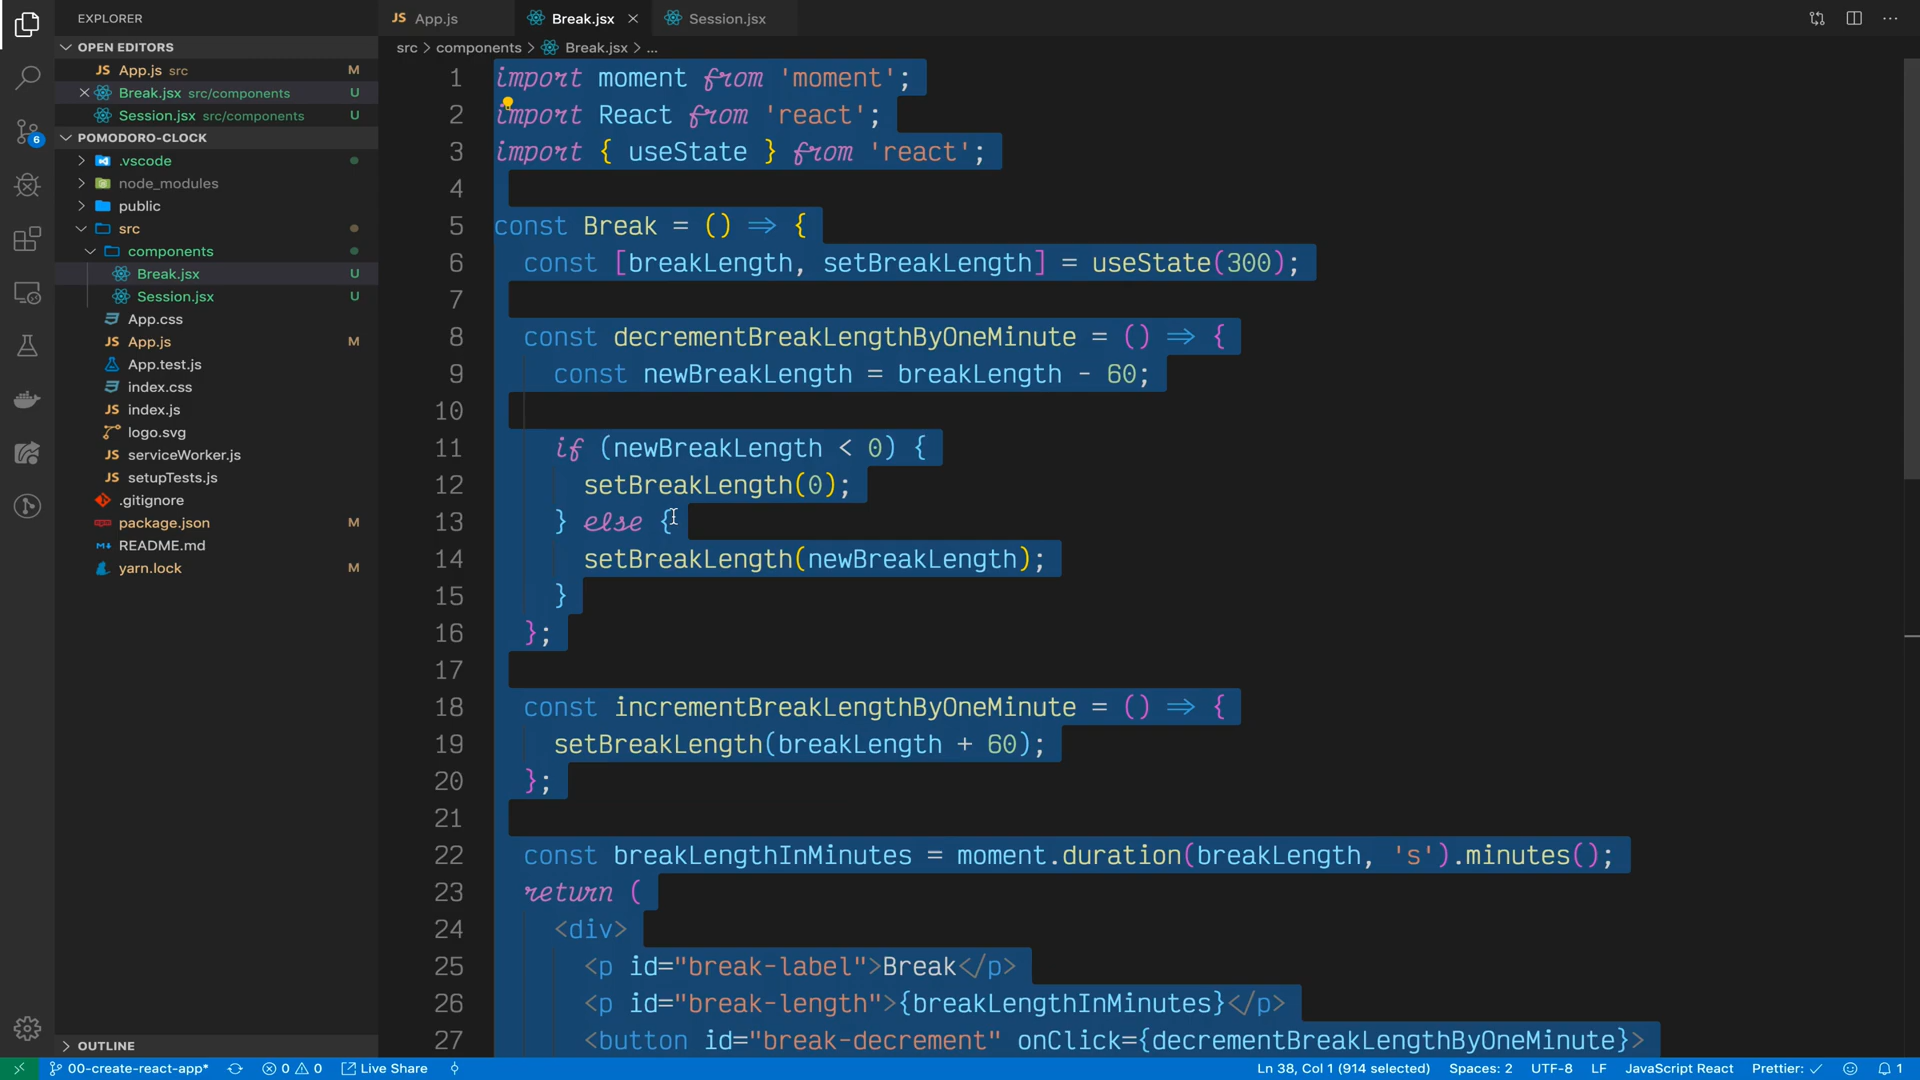 EXPLORER
OPEN EDITORS
JS App.js src M
Break.jsx src/components U
Session.jsx src/components U
POMODORO-CLOCK
.vscode
node_modules
public
src
components
Break.jsx U
Session.jsx U
App.css
JS App.js M
App.test.js
index.css
JS index.js
logo.svg
JS serviceWorker.js
JS setupTests.js
.gitignore
package.json M
README.md
yarn.lock M
OUTLINE
6
JS App.js
Break.jsx
Session.jsx
src > components > Break.jsx > ...
1 import moment from 'moment';
2 import React from 'react';
3 import { useState } from 'react';
4
5 const Break = () => {
6 const [breakLength, setBreakLength] = useState(300);
7
8 const decrementBreakLengthByOneMinute = () => {
9 const newBreakLength = breakLength - 60;
10
11 if (newBreakLength < 0) {
12 setBreakLength(0);
13 } else {
14 setBreakLength(newBreakLength);
15 }
16 };
17
18 const incrementBreakLengthByOneMinute = () => {
19 setBreakLength(breakLength + 60);
20 };
21
22 const breakLengthInMinutes = moment.duration(breakLength, 's').minutes();
23 return (
24 <div>
25 <p id="break-label">Break</p>
26 <p id="break-length">{breakLengthInMinutes}</p>
27 <button id="break-decrement" onClick={decrementBreakLengthByOneMinute}>
00-create-react-app* 0 0 Live Share Ln 38, Col 1 (914 selected) Spaces: 2 UTF-8 LF JavaScript React Prettier: ✓ 1